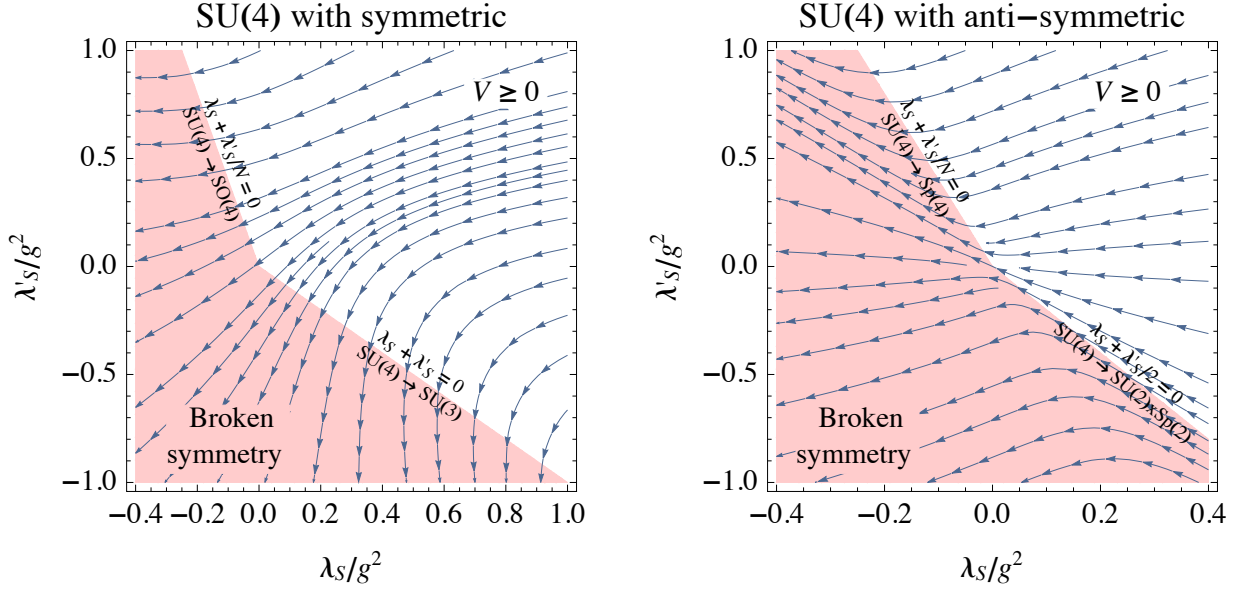 SU(4) with symmetric
1.0
0.5
0.0
−0.5
−1.0
λ's/g²
V ≥ 0
λs + λ's/N = 0
SU(4) → SO(4)
λs + λ's = 0
SU(4) → SU(3)
Broken
symmetry
−0.4 −0.2 0.0 0.2 0.4 0.6 0.8 1.0
λs/g²
SU(4) with anti−symmetric
1.0
0.5
0.0
−0.5
−1.0
λ's/g²
V ≥ 0
λs + λ's/N = 0
SU(4) → Sp(4)
λs + λ's/2 = 0
SU(4) → SU(2)xSp(2)
Broken
symmetry
−0.4 −0.2 0.0 0.2 0.4
λs/g²